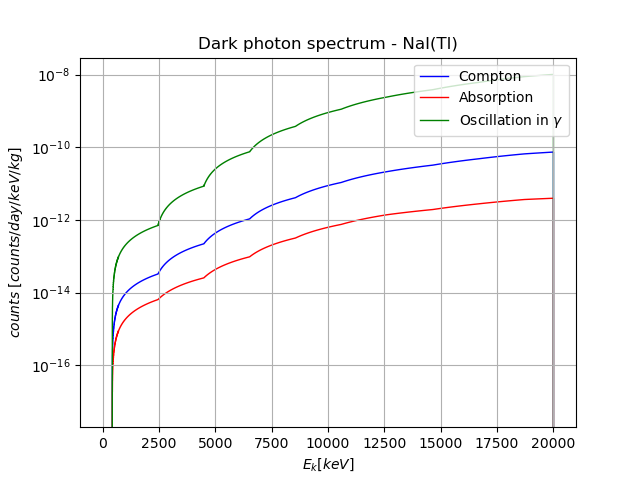 Dark photon spectrum - NaI(Tl)
counts [counts/day/keV/kg]
10⁻⁸
10⁻¹⁰
10⁻¹²
10⁻¹⁴
10⁻¹⁶
Compton
Absorption
Oscillation in γ
0 2500 5000 7500 10000 12500 15000 17500 20000
Eₖ[keV]